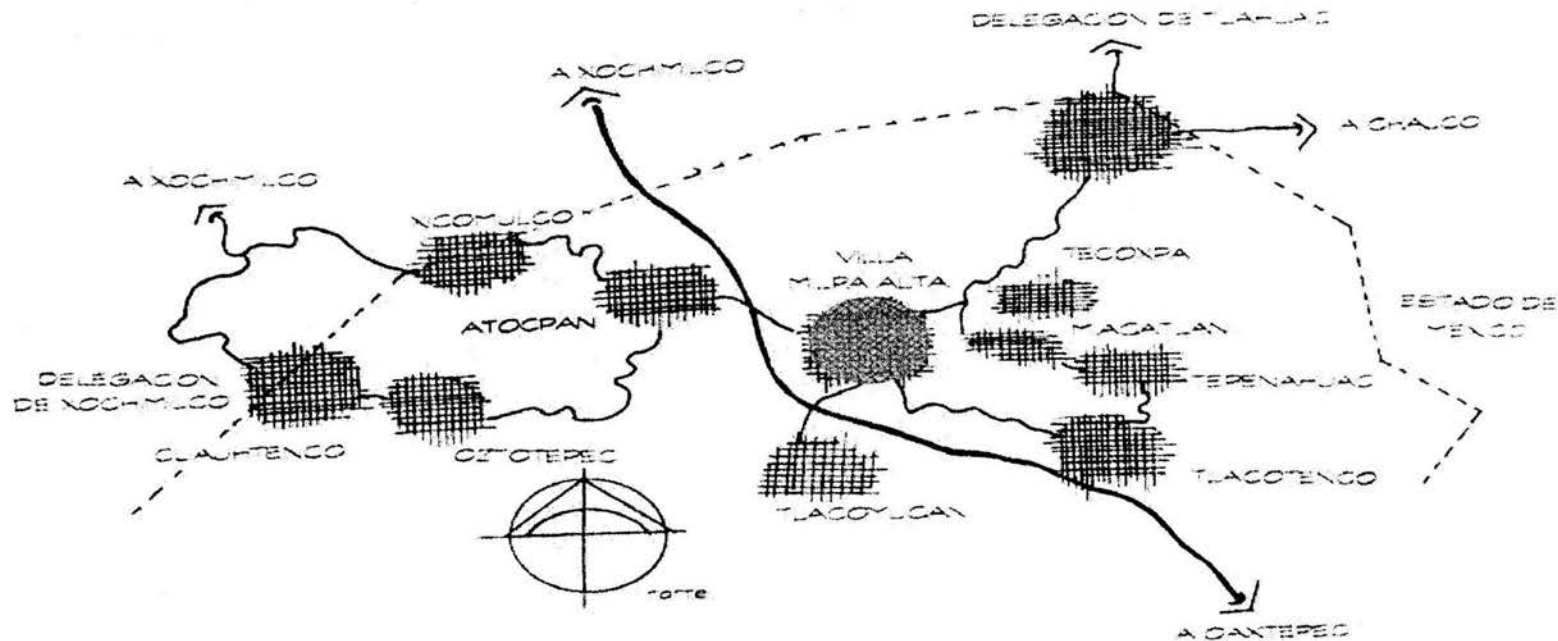 DELEGACION DE TLAHUAC
A XOCHIMILCO
A CHALCO
A XOCHIMILCO
XICOMULCO
VILLA
MILPA ALTA
TECOXPA
ATOCPAN
MIACATLAN
ESTADO DE
MEXICO
DELEGACION
DE XOCHIMILCO
TEPENAHUAC
CUAUHTENCO
OZTOTEPEC
TLACOTENCO
TLACOYUCAN
norte
A OAXTEPEC